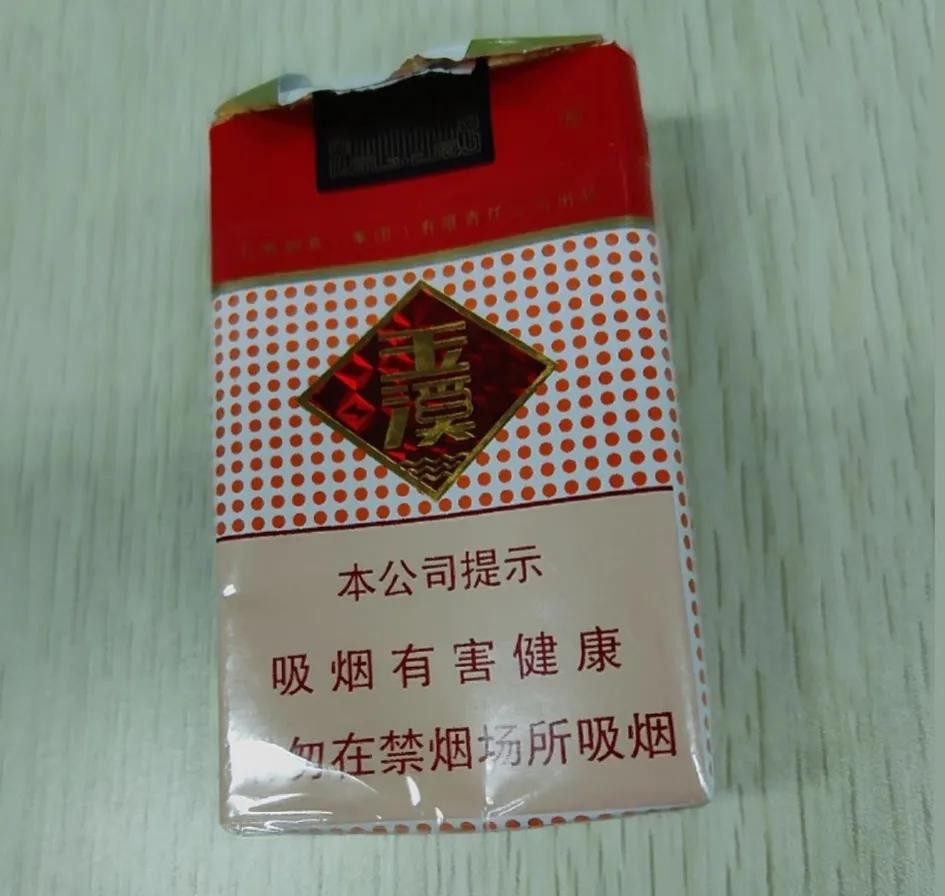 玉溪
本公司提示
吸烟有害健康
勿在禁烟场所吸烟